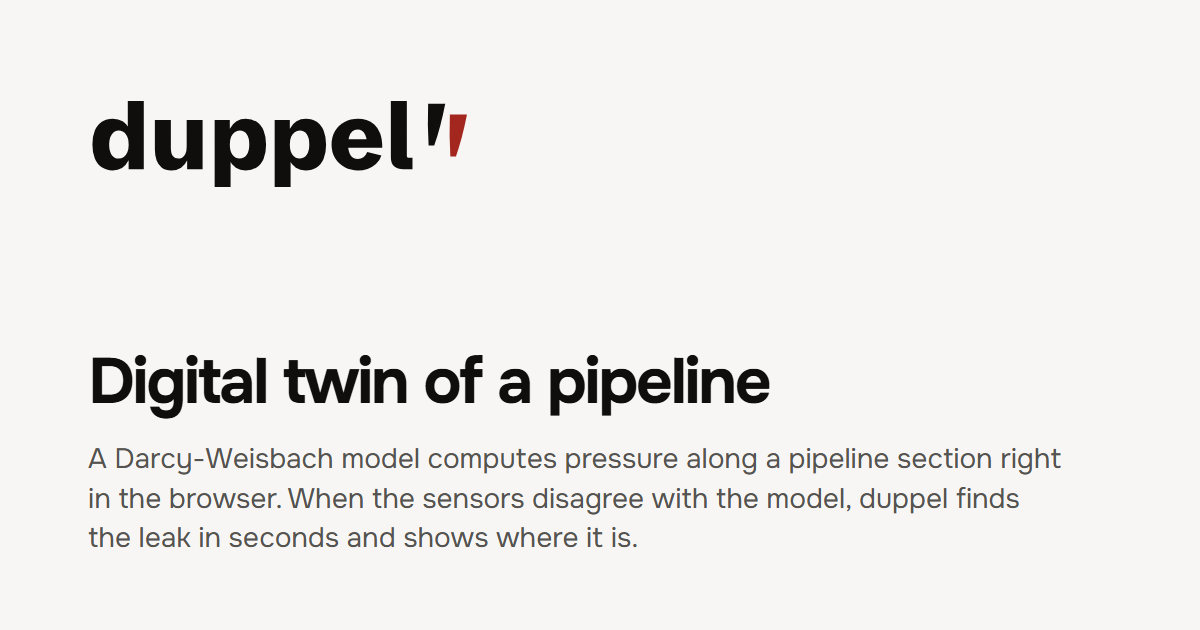 duppel
Digital twin of a pipeline
A Darcy-Weisbach model computes pressure along a pipeline section right
in the browser. When the sensors disagree with the model, duppel finds
the leak in seconds and shows where it is.